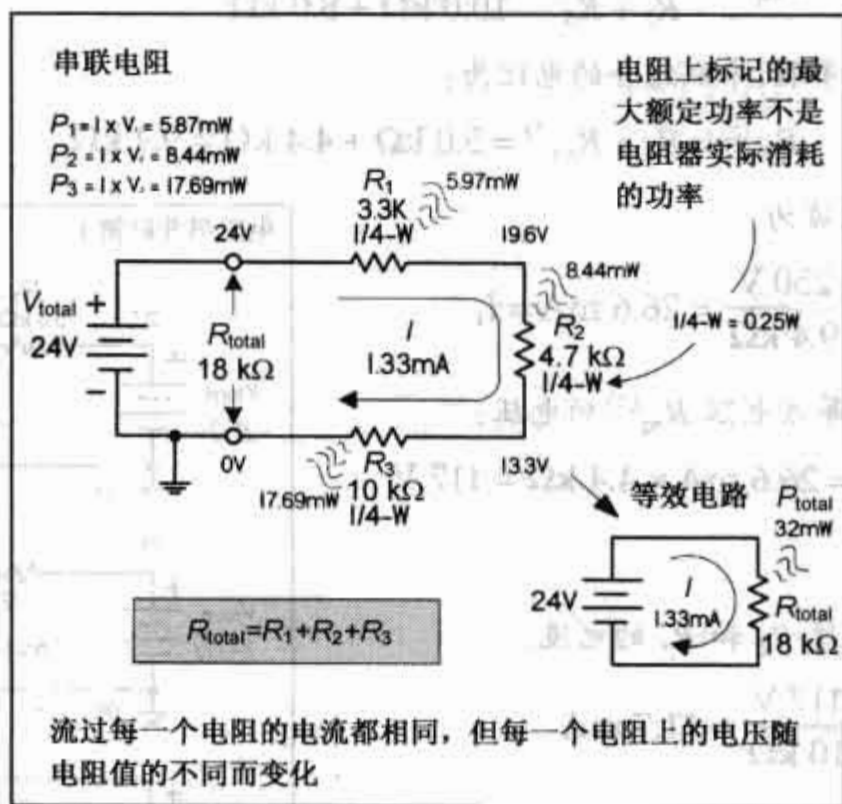 串联电阻
P₁ = I x V₁ = 5.87mW
P₂ = I x V₂ = 8.44mW
P₃ = I x V₃ = 17.69mW
电阻上标记的最
大额定功率不是
电阻器实际消耗
的功率
R₁
3.3K
1/4-W
5.97mW
24V
19.6V
8.44mW
V_total
24V
+
−
R_total
18 kΩ
I
1.33mA
R₂
4.7 kΩ
1/4-W
1/4-W = 0.25W
0V
R₃
10 kΩ
1/4-W
17.69mW
13.3V
等效电路
P_total
32mW
24V
I
1.33mA
R_total
18 kΩ
R_total=R₁+R₂+R₃
流过每一个电阻的电流都相同，但每一个电阻上的电压随
电阻值的不同而变化